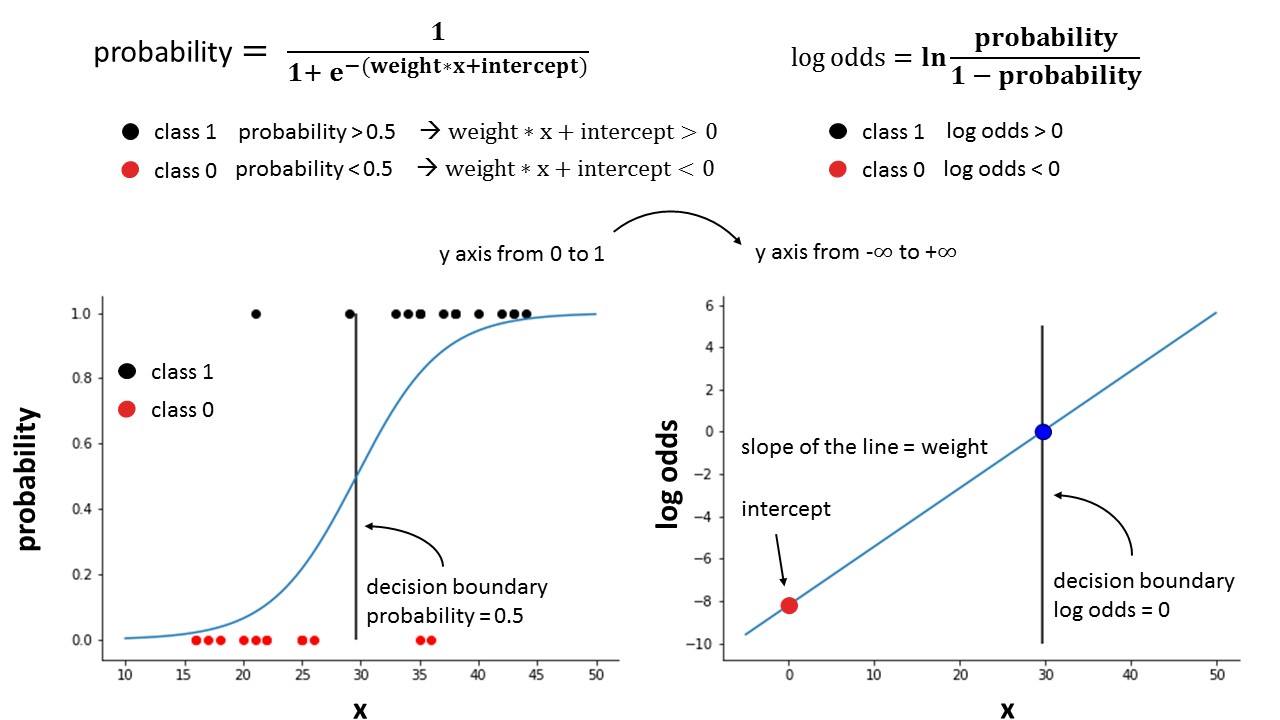 probability = 1 / 1+ e^−(weight*x+intercept)
log odds = ln probability / 1 − probability
class 1 probability > 0.5 → weight ∗ x + intercept > 0
class 0 probability < 0.5 → weight ∗ x + intercept < 0
class 1 log odds > 0
class 0 log odds < 0
y axis from 0 to 1
y axis from -∞ to +∞
probability
1.0
0.8
0.6
0.4
0.2
0.0
class 1
class 0
decision boundary
probability = 0.5
10 15 20 25 30 35 40 45 50
x
log odds
6
4
2
0
−2
−4
−6
−8
−10
slope of the line = weight
intercept
decision boundary
log odds = 0
0 10 20 30 40 50
x